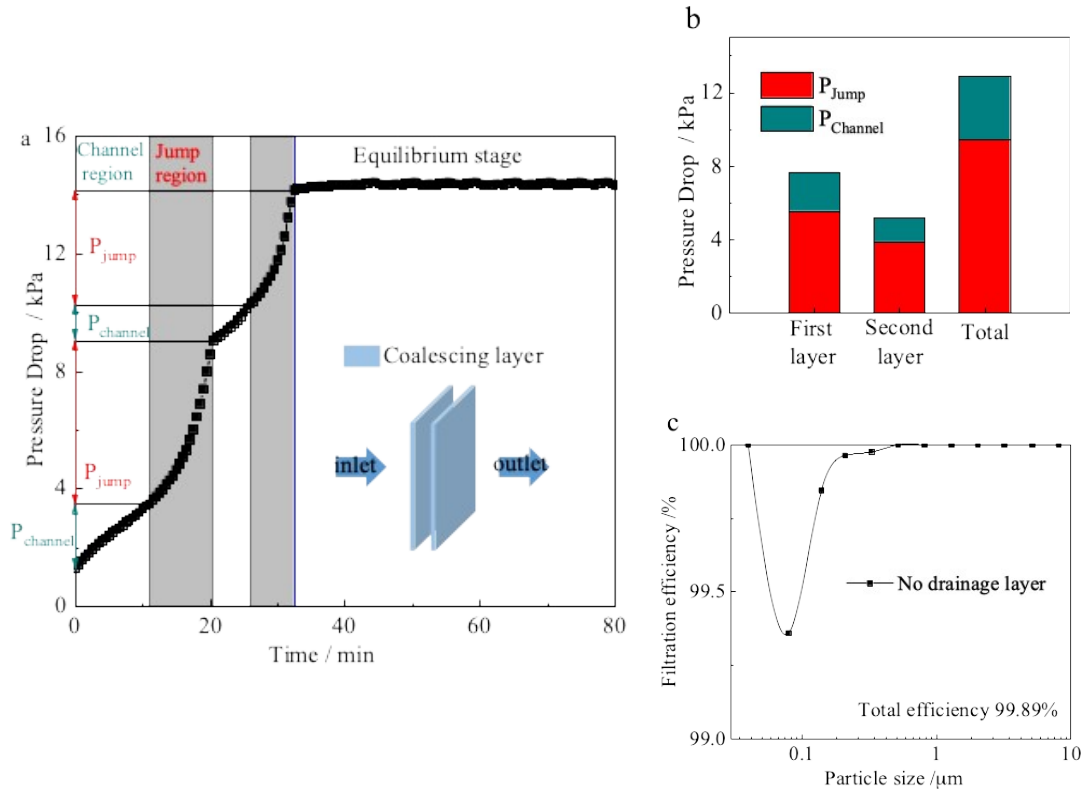 a
16
12
8
4
0
Pressure Drop / kPa
Channel
region
Jump
region
Equilibrium stage
P_jump
P_channel
P_jump
P_channel
Coalescing layer
inlet
outlet
0
20
40
60
80
Time / min
b
12
8
4
0
Pressure Drop / kPa
P_Jump
P_Channel
First
layer
Second
layer
Total
c
100.0
99.5
99.0
Filtration efficiency /%
No drainage layer
Total efficiency 99.89%
0.1
1
10
Particle size /μm